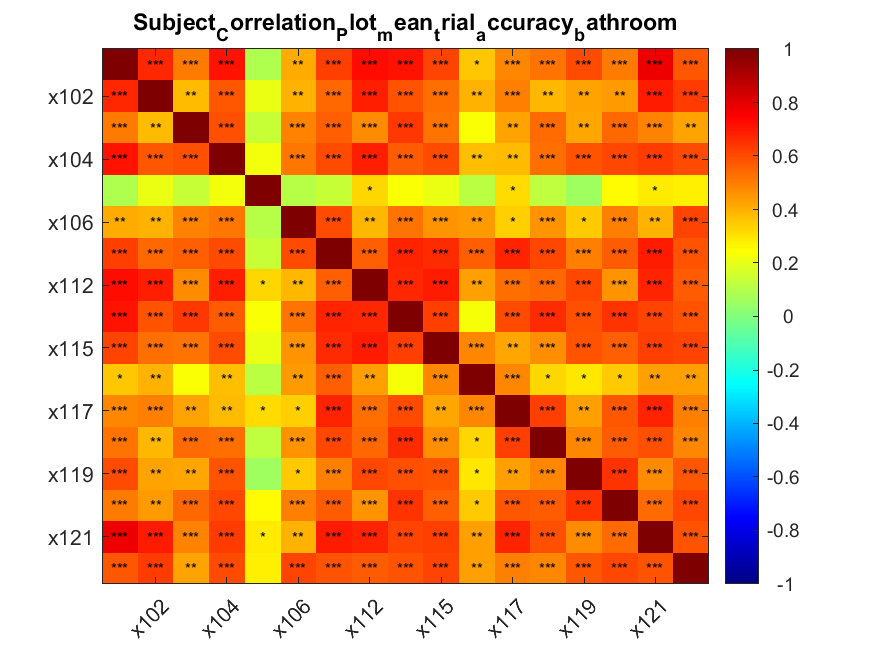 SubjectCorrelationPlotmeantrialaccuracybathroom
*** *** *** ** *** *** *** *** * *** *** *** *** *** ***
x102 *** ** *** ** *** *** *** *** ** *** ** ** ** *** ***
*** ** *** *** *** *** *** *** ** *** ** *** *** **
x104 *** *** *** *** *** *** *** *** ** ** *** *** *** *** ***
* * *
x106 ** ** *** *** *** ** *** *** ** * *** * *** ** ***
*** *** *** *** *** *** *** *** *** *** *** *** *** *** ***
x112 *** *** *** *** * ** *** *** *** ** *** *** *** *** *** ***
*** *** *** *** *** *** *** *** *** *** *** *** *** ***
x115 *** *** *** *** *** *** *** *** *** ** *** *** *** *** ***
* ** ** ** *** ** *** *** * * * ** **
x117 *** *** ** ** * * *** *** *** ** *** *** ** *** *** ***
*** ** *** *** *** *** *** *** *** * *** *** *** *** ***
x119 *** ** ** *** * *** *** *** *** * ** *** *** *** ***
*** ** *** *** *** *** *** *** *** * *** *** *** *** ***
x121 *** *** *** *** * ** *** *** *** *** ** *** *** *** *** ***
*** *** ** *** *** *** *** *** *** ** *** *** *** *** ***
x102 x104 x106 x112 x115 x117 x119 x121
1
0.8
0.6
0.4
0.2
0
-0.2
-0.4
-0.6
-0.8
-1